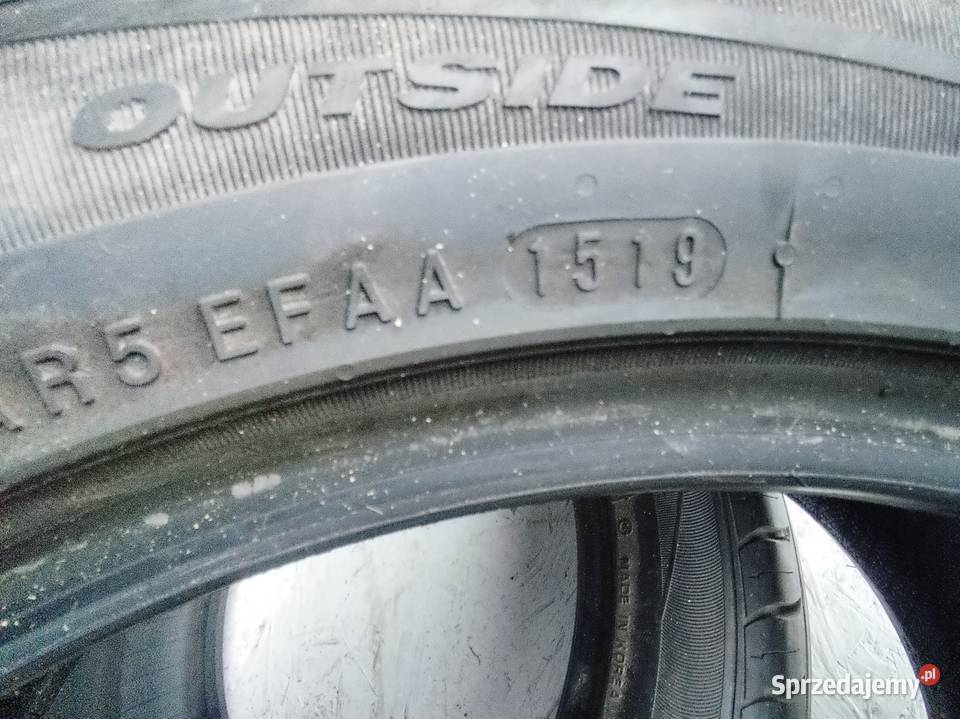 OUTSIDE
R5 EFAA 1519
MADE IN KOREA
Sprzedajemy.pl